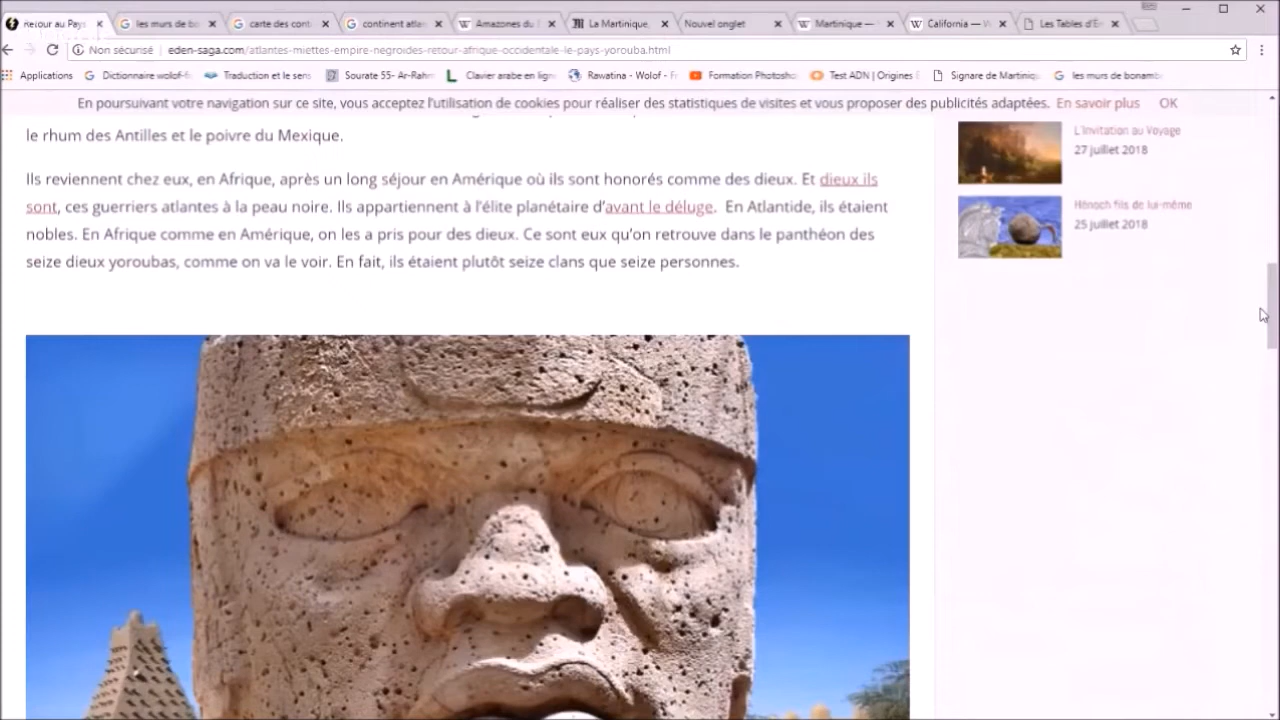 Retour au Pays
les murs de bo
carte des cont
continent atla
Amazones du
La Martinique,
Nouvel onglet
Martinique —
California — W
Les Tables d'E
Non sécurisé
eden-saga.com/atlantes-miettes-empire-negroides-retour-afrique-occidentale-le-pays-yorouba.html
Applications
Dictionnaire wolof-f
Traduction et le sens
Sourate 55- Ar-Rahm
Clavier arabe en lign
Rawatina - Wolof - Fr
Formation Photosho
Test ADN | Origines E
Signare de Martiniq
les murs de bonamb
En poursuivant votre navigation sur ce site, vous acceptez l'utilisation de cookies pour réaliser des statistiques de visites et vous proposer des publicités adaptées. En savoir plus OK
le rhum des Antilles et le poivre du Mexique.
Ils reviennent chez eux, en Afrique, après un long séjour en Amérique où ils sont honorés comme des dieux. Et dieux ils
sont, ces guerriers atlantes à la peau noire. Ils appartiennent à l'élite planétaire d'avant le déluge. En Atlantide, ils étaient
nobles. En Afrique comme en Amérique, on les a pris pour des dieux. Ce sont eux qu'on retrouve dans le panthéon des
seize dieux yoroubas, comme on va le voir. En fait, ils étaient plutôt seize clans que seize personnes.
L'Invitation au Voyage
27 juillet 2018
Hénoch fils de lui-même
25 juillet 2018